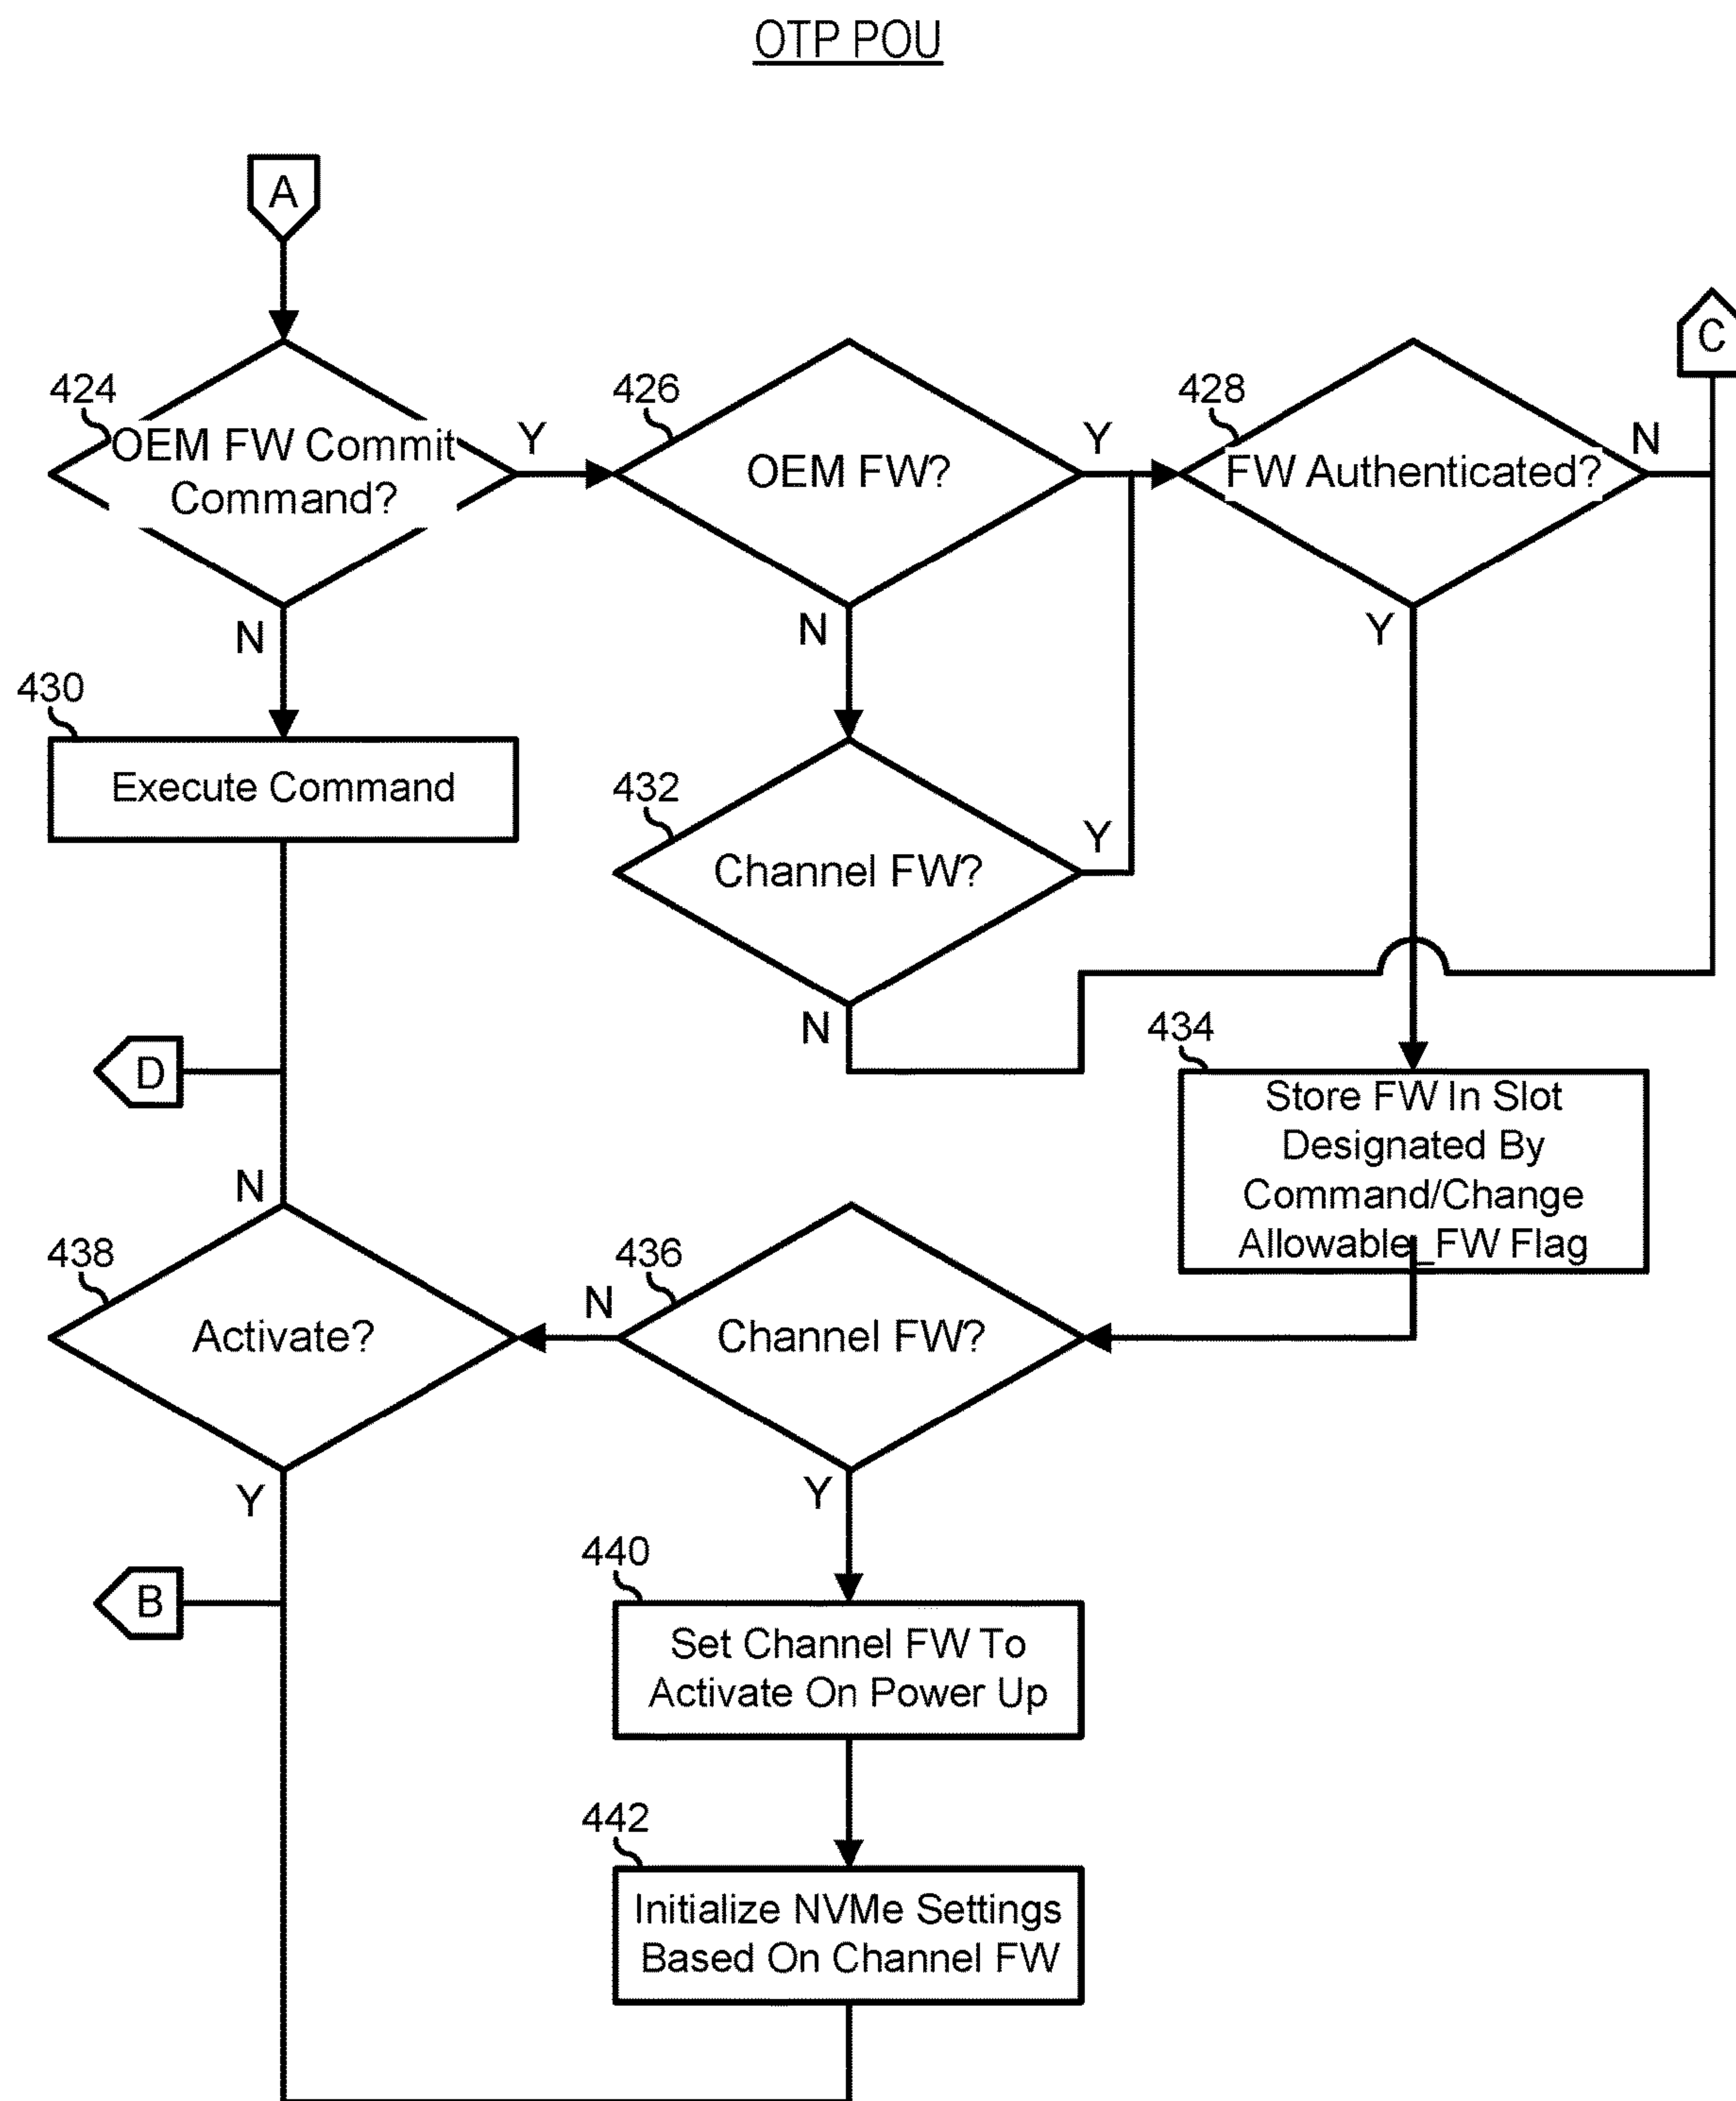 OTP POU
A
C
424
OEM FW Commit
Command?
Y
N
426
OEM FW?
Y
N
428
FW Authenticated?
N
Y
430
Execute Command
432
Channel FW?
Y
N
D
434
Store FW In Slot
Designated By
Command/Change
Allowable_FW Flag
N
438
Activate?
Y
436
Channel FW?
N
Y
B
440
Set Channel FW To
Activate On Power Up
442
Initialize NVMe Settings
Based On Channel FW